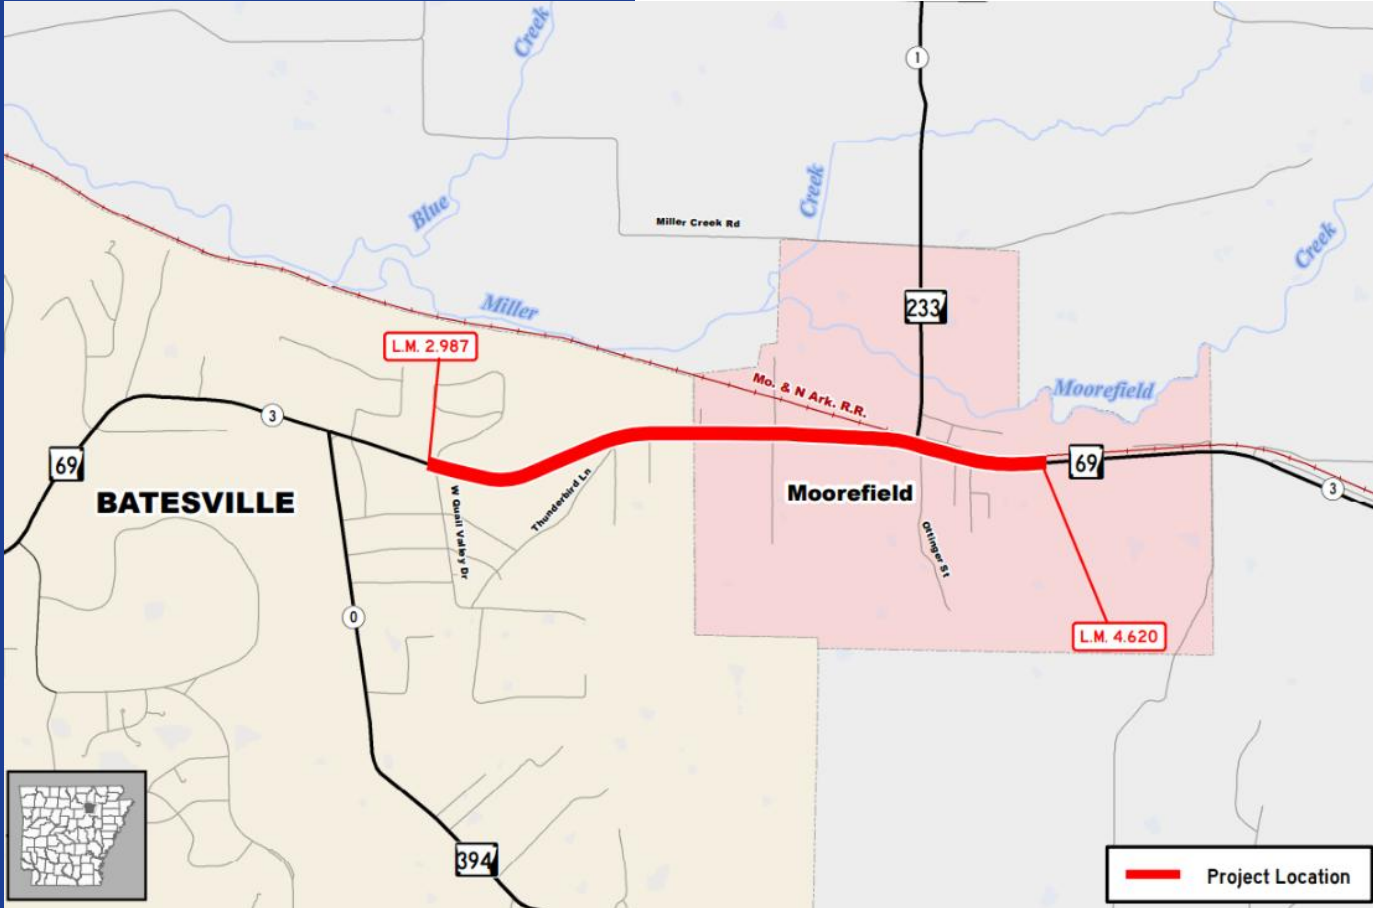 Creek
1
Creek
Blue
Miller Creek Rd
Creek
Miller
233
L.M. 2.987
Mo. & N Ark. R.R.
Moorefield
3
69
69
3
BATESVILLE
Moorefield
W Quail Valley Dr
Thunderbird Ln
Ottinger St
0
L.M. 4.620
394
Project Location